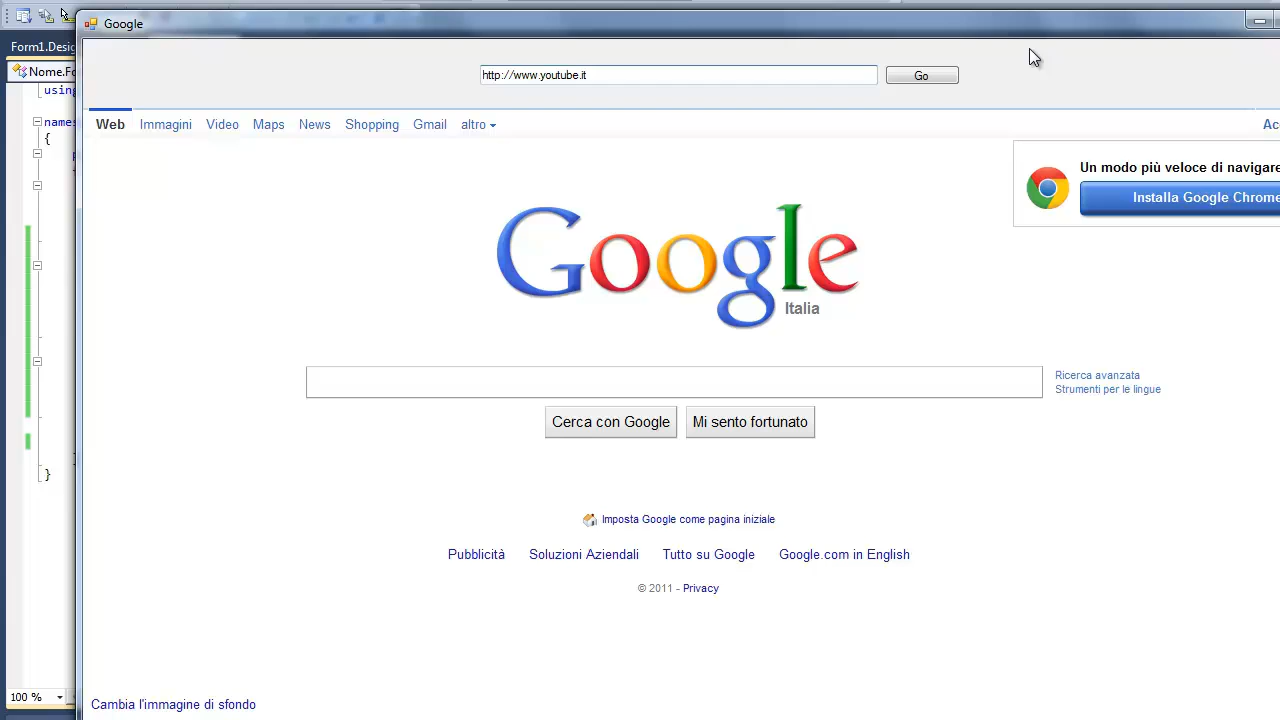 Google
Form1.Desig
http://www.youtube.it
Go
Nome.Fo
using
names
{
Web Immagini Video Maps News Shopping Gmail altro
Un modo più veloce di navigare
Installa Google Chrome
Google
Italia
Ricerca avanzata
Strumenti per le lingue
Cerca con Google Mi sento fortunato
}
Imposta Google come pagina iniziale
Pubblicità Soluzioni Aziendali Tutto su Google Google.com in English
© 2011 - Privacy
100 %
Cambia l'immagine di sfondo